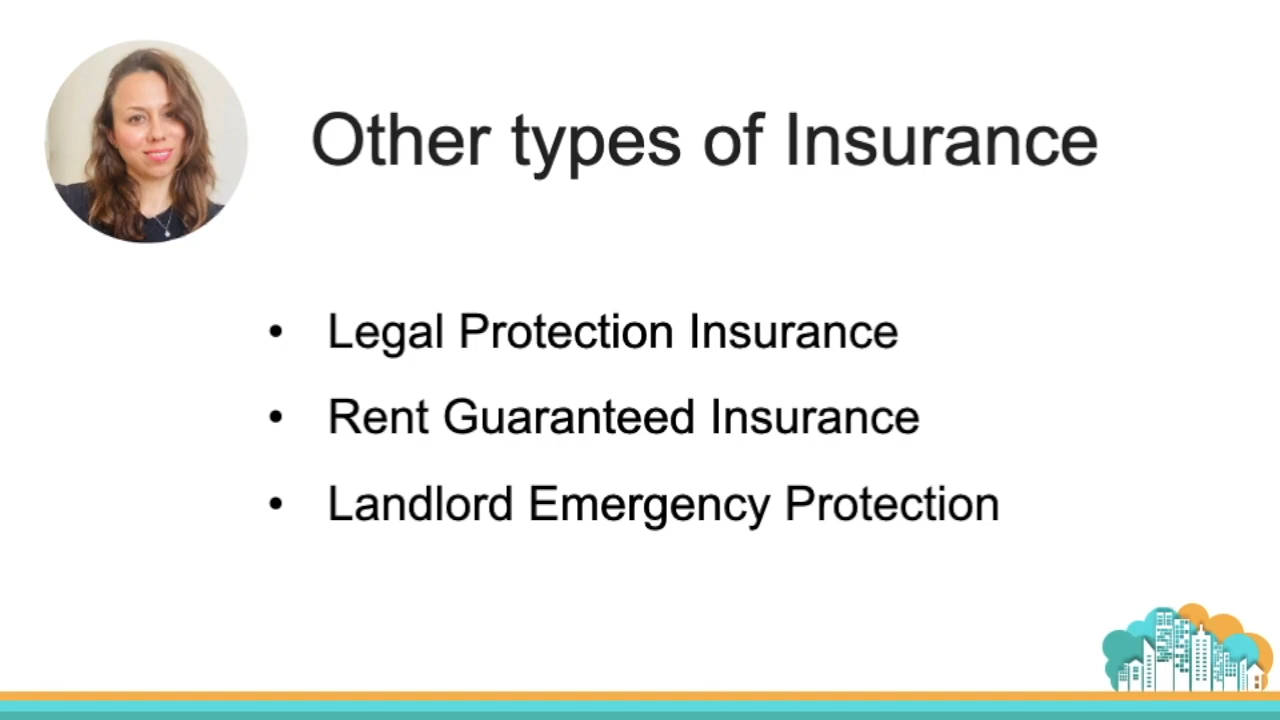 Other types of Insurance
• Legal Protection Insurance
• Rent Guaranteed Insurance
• Landlord Emergency Protection